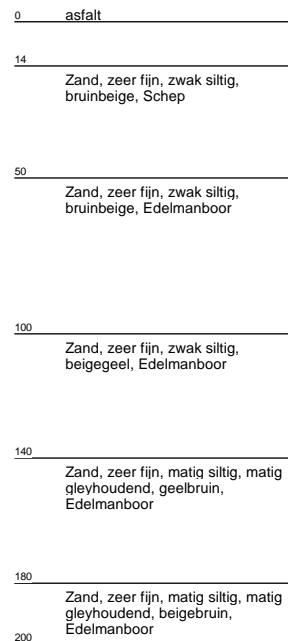 0 asfalt
14
Zand, zeer fijn, zwak siltig,
bruinbeige, Schep
50
Zand, zeer fijn, zwak siltig,
bruinbeige, Edelmanboor
100
Zand, zeer fijn, zwak siltig,
beigegeel, Edelmanboor
140
Zand, zeer fijn, matig siltig, matig
gleyhoudend, geelbruin,
Edelmanboor
180
Zand, zeer fijn, matig siltig, matig
gleyhoudend, beigebruin,
Edelmanboor
200